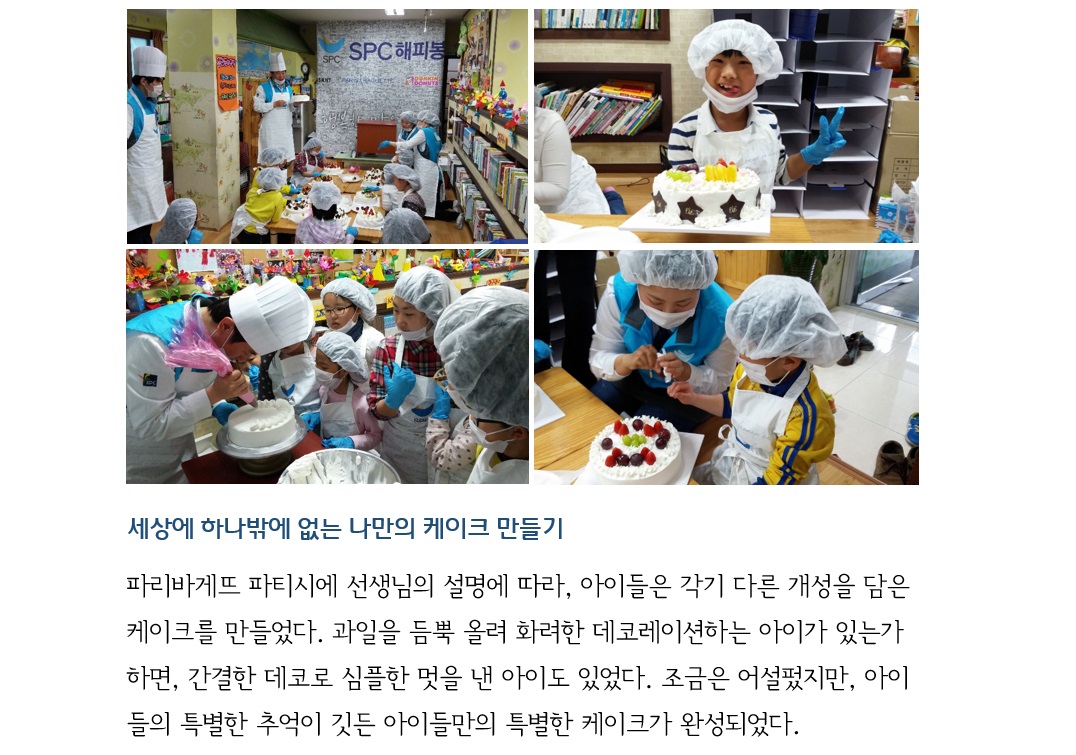 SPC
SPC해피봉
DUNKIN'
DONUTS
SPC
세상에 하나밖에 없는 나만의 케이크 만들기
파리바게뜨 파티시에 선생님의 설명에 따라, 아이들은 각기 다른 개성을 담은
케이크를 만들었다. 과일을 듬뿍 올려 화려한 데코레이션하는 아이가 있는가
하면, 간결한 데코로 심플한 멋을 낸 아이도 있었다. 조금은 어설펐지만, 아이
들의 특별한 추억이 깃든 아이들만의 특별한 케이크가 완성되었다.